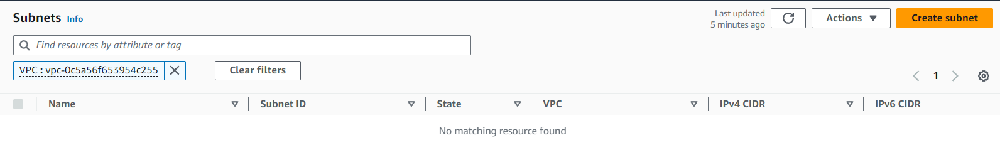 Subnets Info
Last updated
5 minutes ago
Actions
Create subnet
Find resources by attribute or tag
VPC : vpc-0c5a56f653954c255
Clear filters
1
Name Subnet ID State VPC IPv4 CIDR IPv6 CIDR
No matching resource found